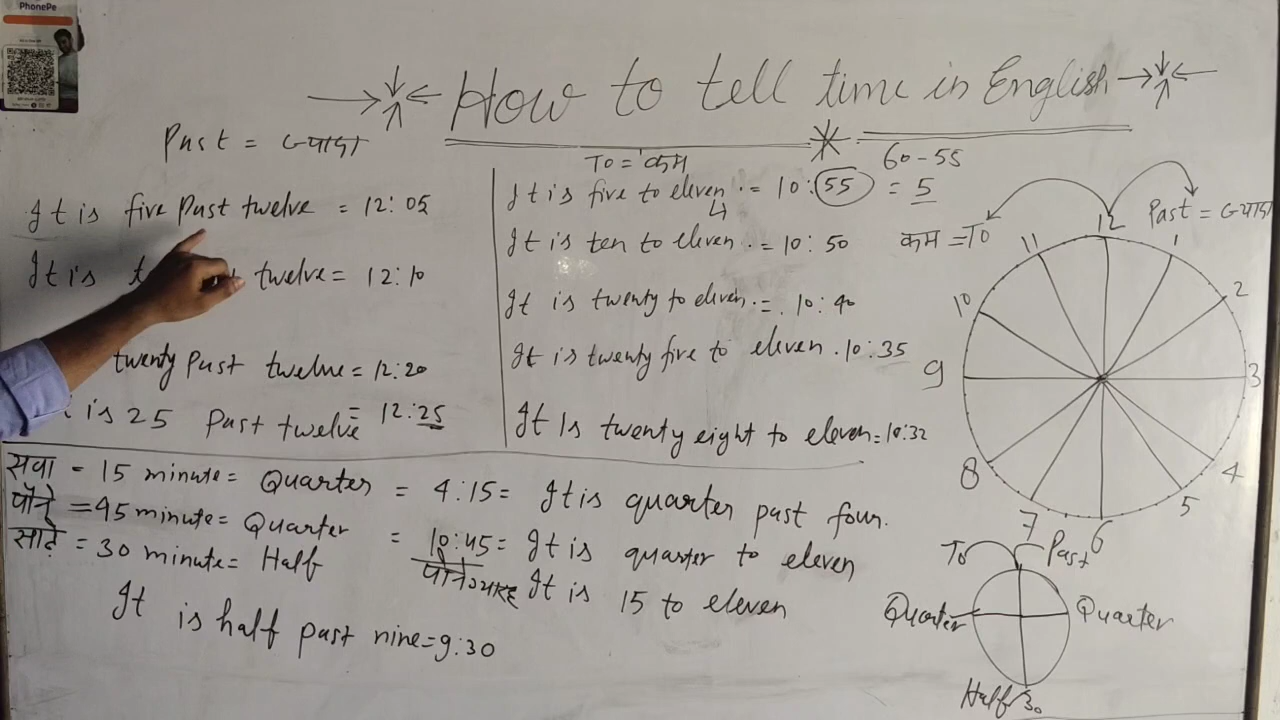 PhonePe
How to tell time in English
Past = ज्यादा
It is five Past twelve = 12:05
It is twelve = 12:10
twenty Past twelve = 12:20
is 25 Past twelve = 12:25
To = कम
60-55
It is five to eleven .= 10:55 = 5
It is ten to eleven .= 10:50
It is twenty to eleven .= 10:40
It is twenty five to eleven . 10:35
It Is twenty eight to eleven = 10:32
कम = To
Past = ज्यादा
12
1
2
3
4
5
6
7
8
9
10
11
सवा - 15 minute = Quarter = 4:15 = It is quarter past four.
पौने = 45 minute = Quarter = 10:45 = It is quarter to eleven
साढ़े = 30 minute = Half
पौने ग्यारह It is 15 to eleven
It is half past nine = 9:30
To Past
Quarter Quarter
Half 30